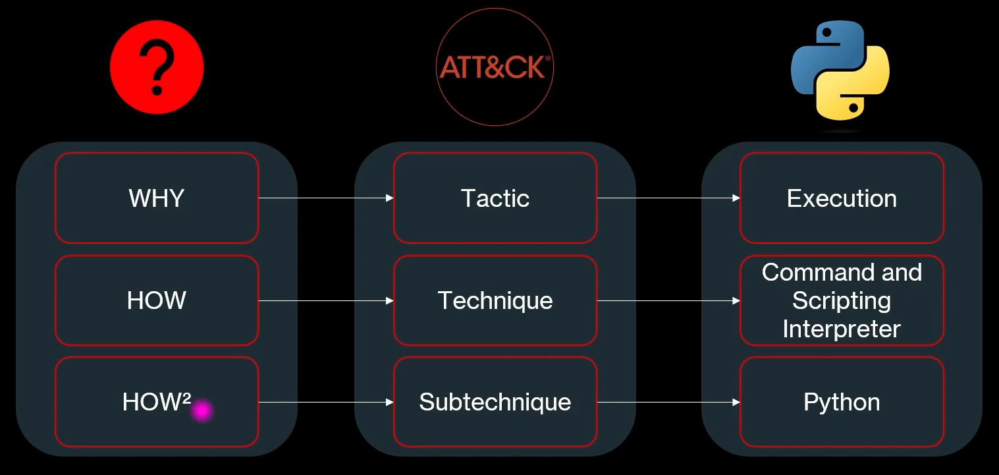 ?
ATT&CK®
WHY
Tactic
Execution
HOW
Technique
Command and
Scripting
Interpreter
HOW²
Subtechnique
Python